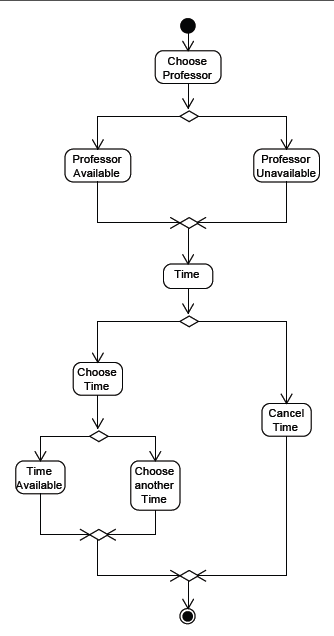 Choose
Professor
Professor
Available
Professor
Unavailable
Time
Choose
Time
Cancel
Time
Time
Available
Choose
another
Time